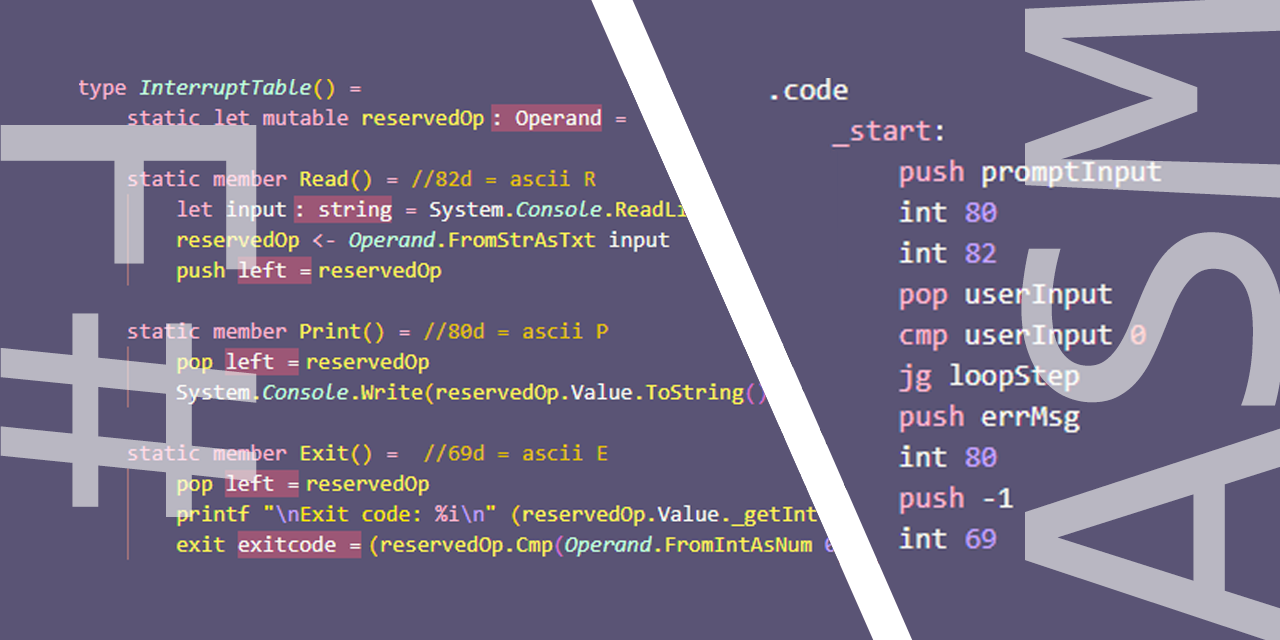 type InterruptTable() =
static let mutable reservedOp : Operand =
static member Read() = //82d = ascii R
let input : string = System.Console.ReadLi
reservedOp <- Operand.FromStrAsTxt input
push left = reservedOp
static member Print() = //80d = ascii P
pop left = reservedOp
System.Console.Write(reservedOp.Value.ToString()
static member Exit() = //69d = ascii E
pop left = reservedOp
printf "\nExit code: %i\n" (reservedOp.Value._getInt
exit exitcode = (reservedOp.Cmp(Operand.FromIntAsNum
F#
.code
_start:
push promptInput
int 80
int 82
pop userInput
cmp userInput 0
jg loopStep
push errMsg
int 80
push -1
int 69
ASM